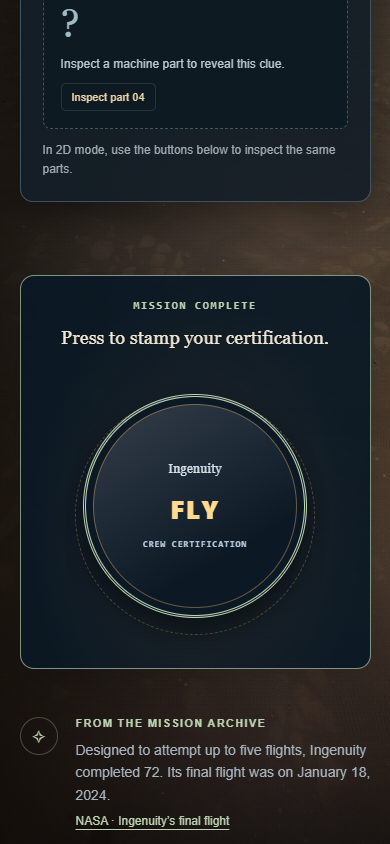 ?
Inspect a machine part to reveal this clue.
Inspect part 04
In 2D mode, use the buttons below to inspect the same
parts.
MISSION COMPLETE
Press to stamp your certification.
Ingenuity
FLY
CREW CERTIFICATION
FROM THE MISSION ARCHIVE
Designed to attempt up to five flights, Ingenuity
completed 72. Its final flight was on January 18,
2024.
NASA · Ingenuity’s final flight